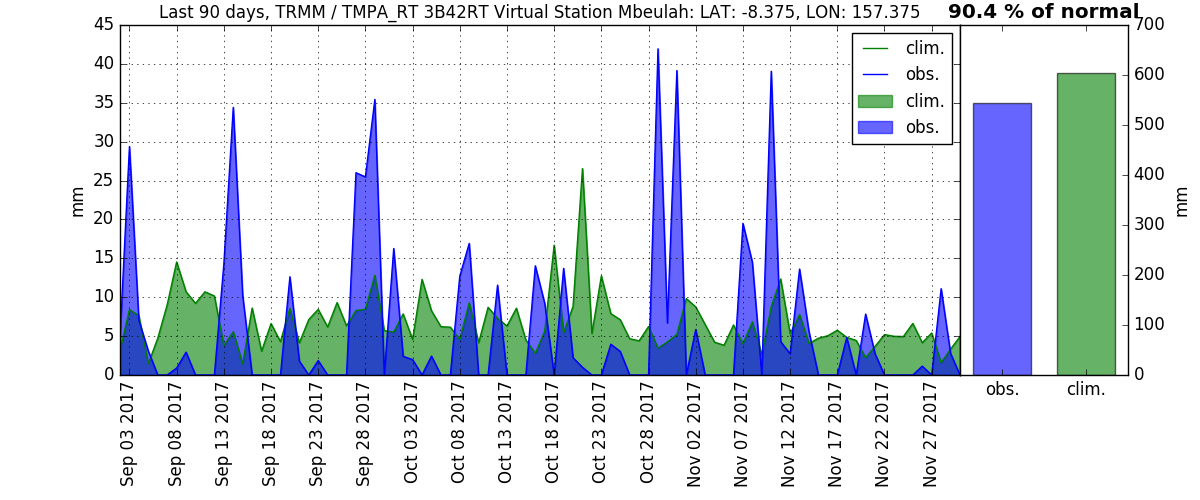 Last 90 days, TRMM / TMPA_RT 3B42RT Virtual Station Mbeulah: LAT: -8.375, LON: 157.375
90.4 % of normal
45
40
35
30
25
20
15
10
5
0
mm
clim.
obs.
clim.
obs.
700
600
500
400
300
200
100
0
mm
obs.
clim.
Sep 03 2017
Sep 08 2017
Sep 13 2017
Sep 18 2017
Sep 23 2017
Sep 28 2017
Oct 03 2017
Oct 08 2017
Oct 13 2017
Oct 18 2017
Oct 23 2017
Oct 28 2017
Nov 02 2017
Nov 07 2017
Nov 12 2017
Nov 17 2017
Nov 22 2017
Nov 27 2017